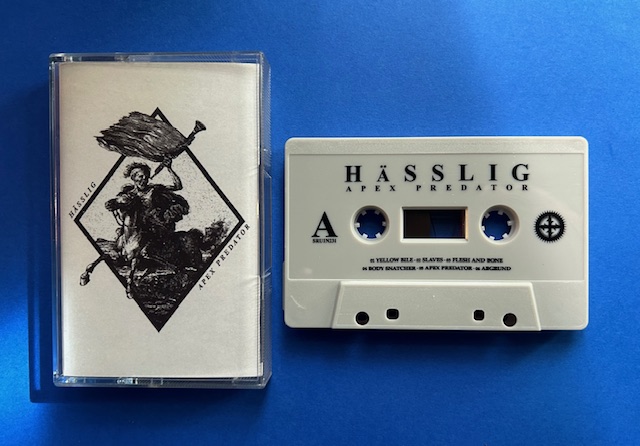 HÄSSLIG
APEX PREDATOR
HÄSSLIG
APEX PREDATOR
A
01 YELLOW BILE - 02 SLAVES - 03 FLESH AND BONE
04 BODY SNATCHER - 05 APEX PREDATOR - 06 ABGRUND